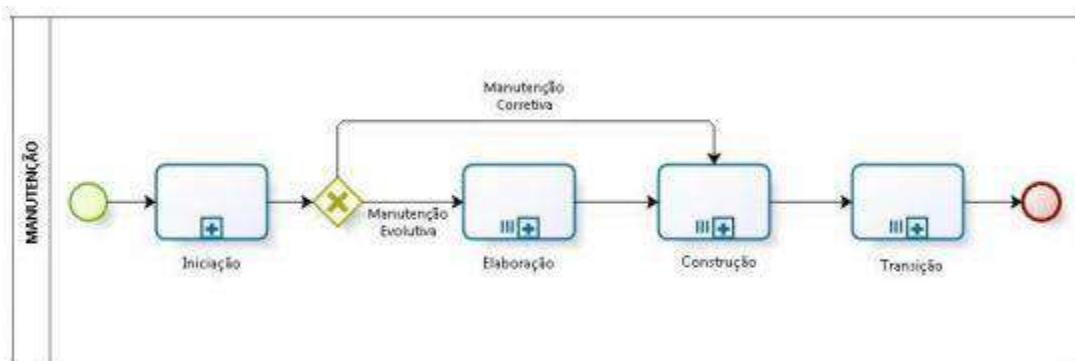 MANUTENÇÃO
Manutenção
Corretiva
Manutenção
Evolutiva
Iniciação
Elaboração
Construção
Transição